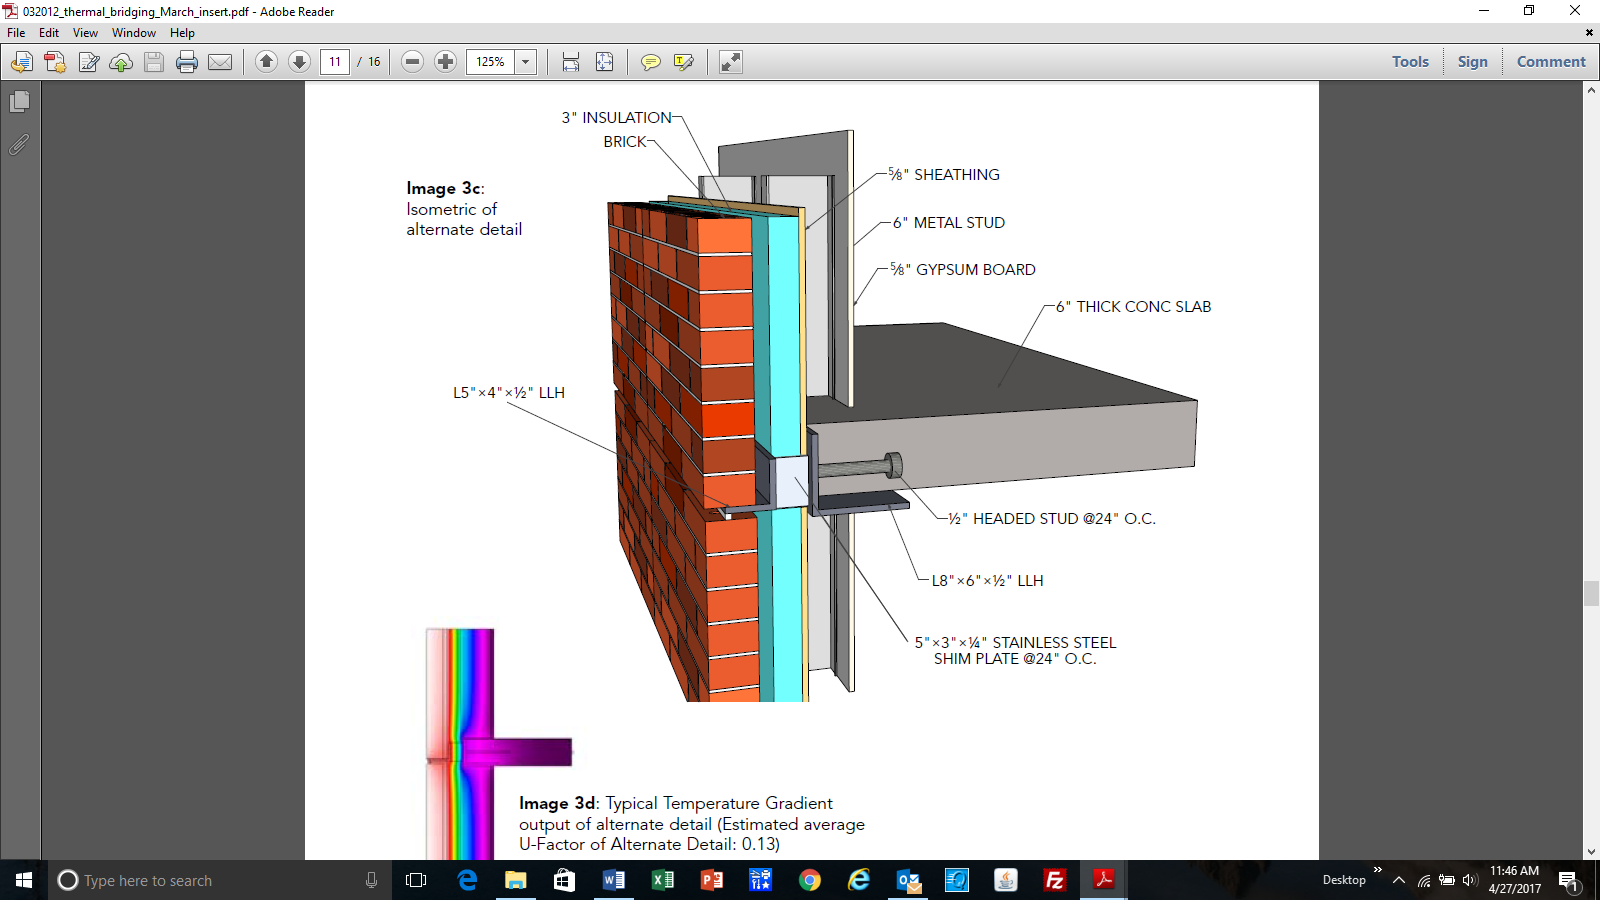 032012_thermal_bridging_March_insert.pdf - Adobe Reader
File Edit View Window Help
11 / 16
125%
Tools Sign Comment
3" INSULATION
BRICK
Image 3c:
Isometric of
alternate detail
⅝" SHEATHING
6" METAL STUD
⅝" GYPSUM BOARD
6" THICK CONC SLAB
L5"×4"×½" LLH
½" HEADED STUD @24" O.C.
L8"×6"×½" LLH
5"×3"×¼" STAINLESS STEEL
SHIM PLATE @24" O.C.
Image 3d: Typical Temperature Gradient
output of alternate detail (Estimated average
U-Factor of Alternate Detail: 0.13)
Type here to search
Desktop
11:46 AM
4/27/2017
1